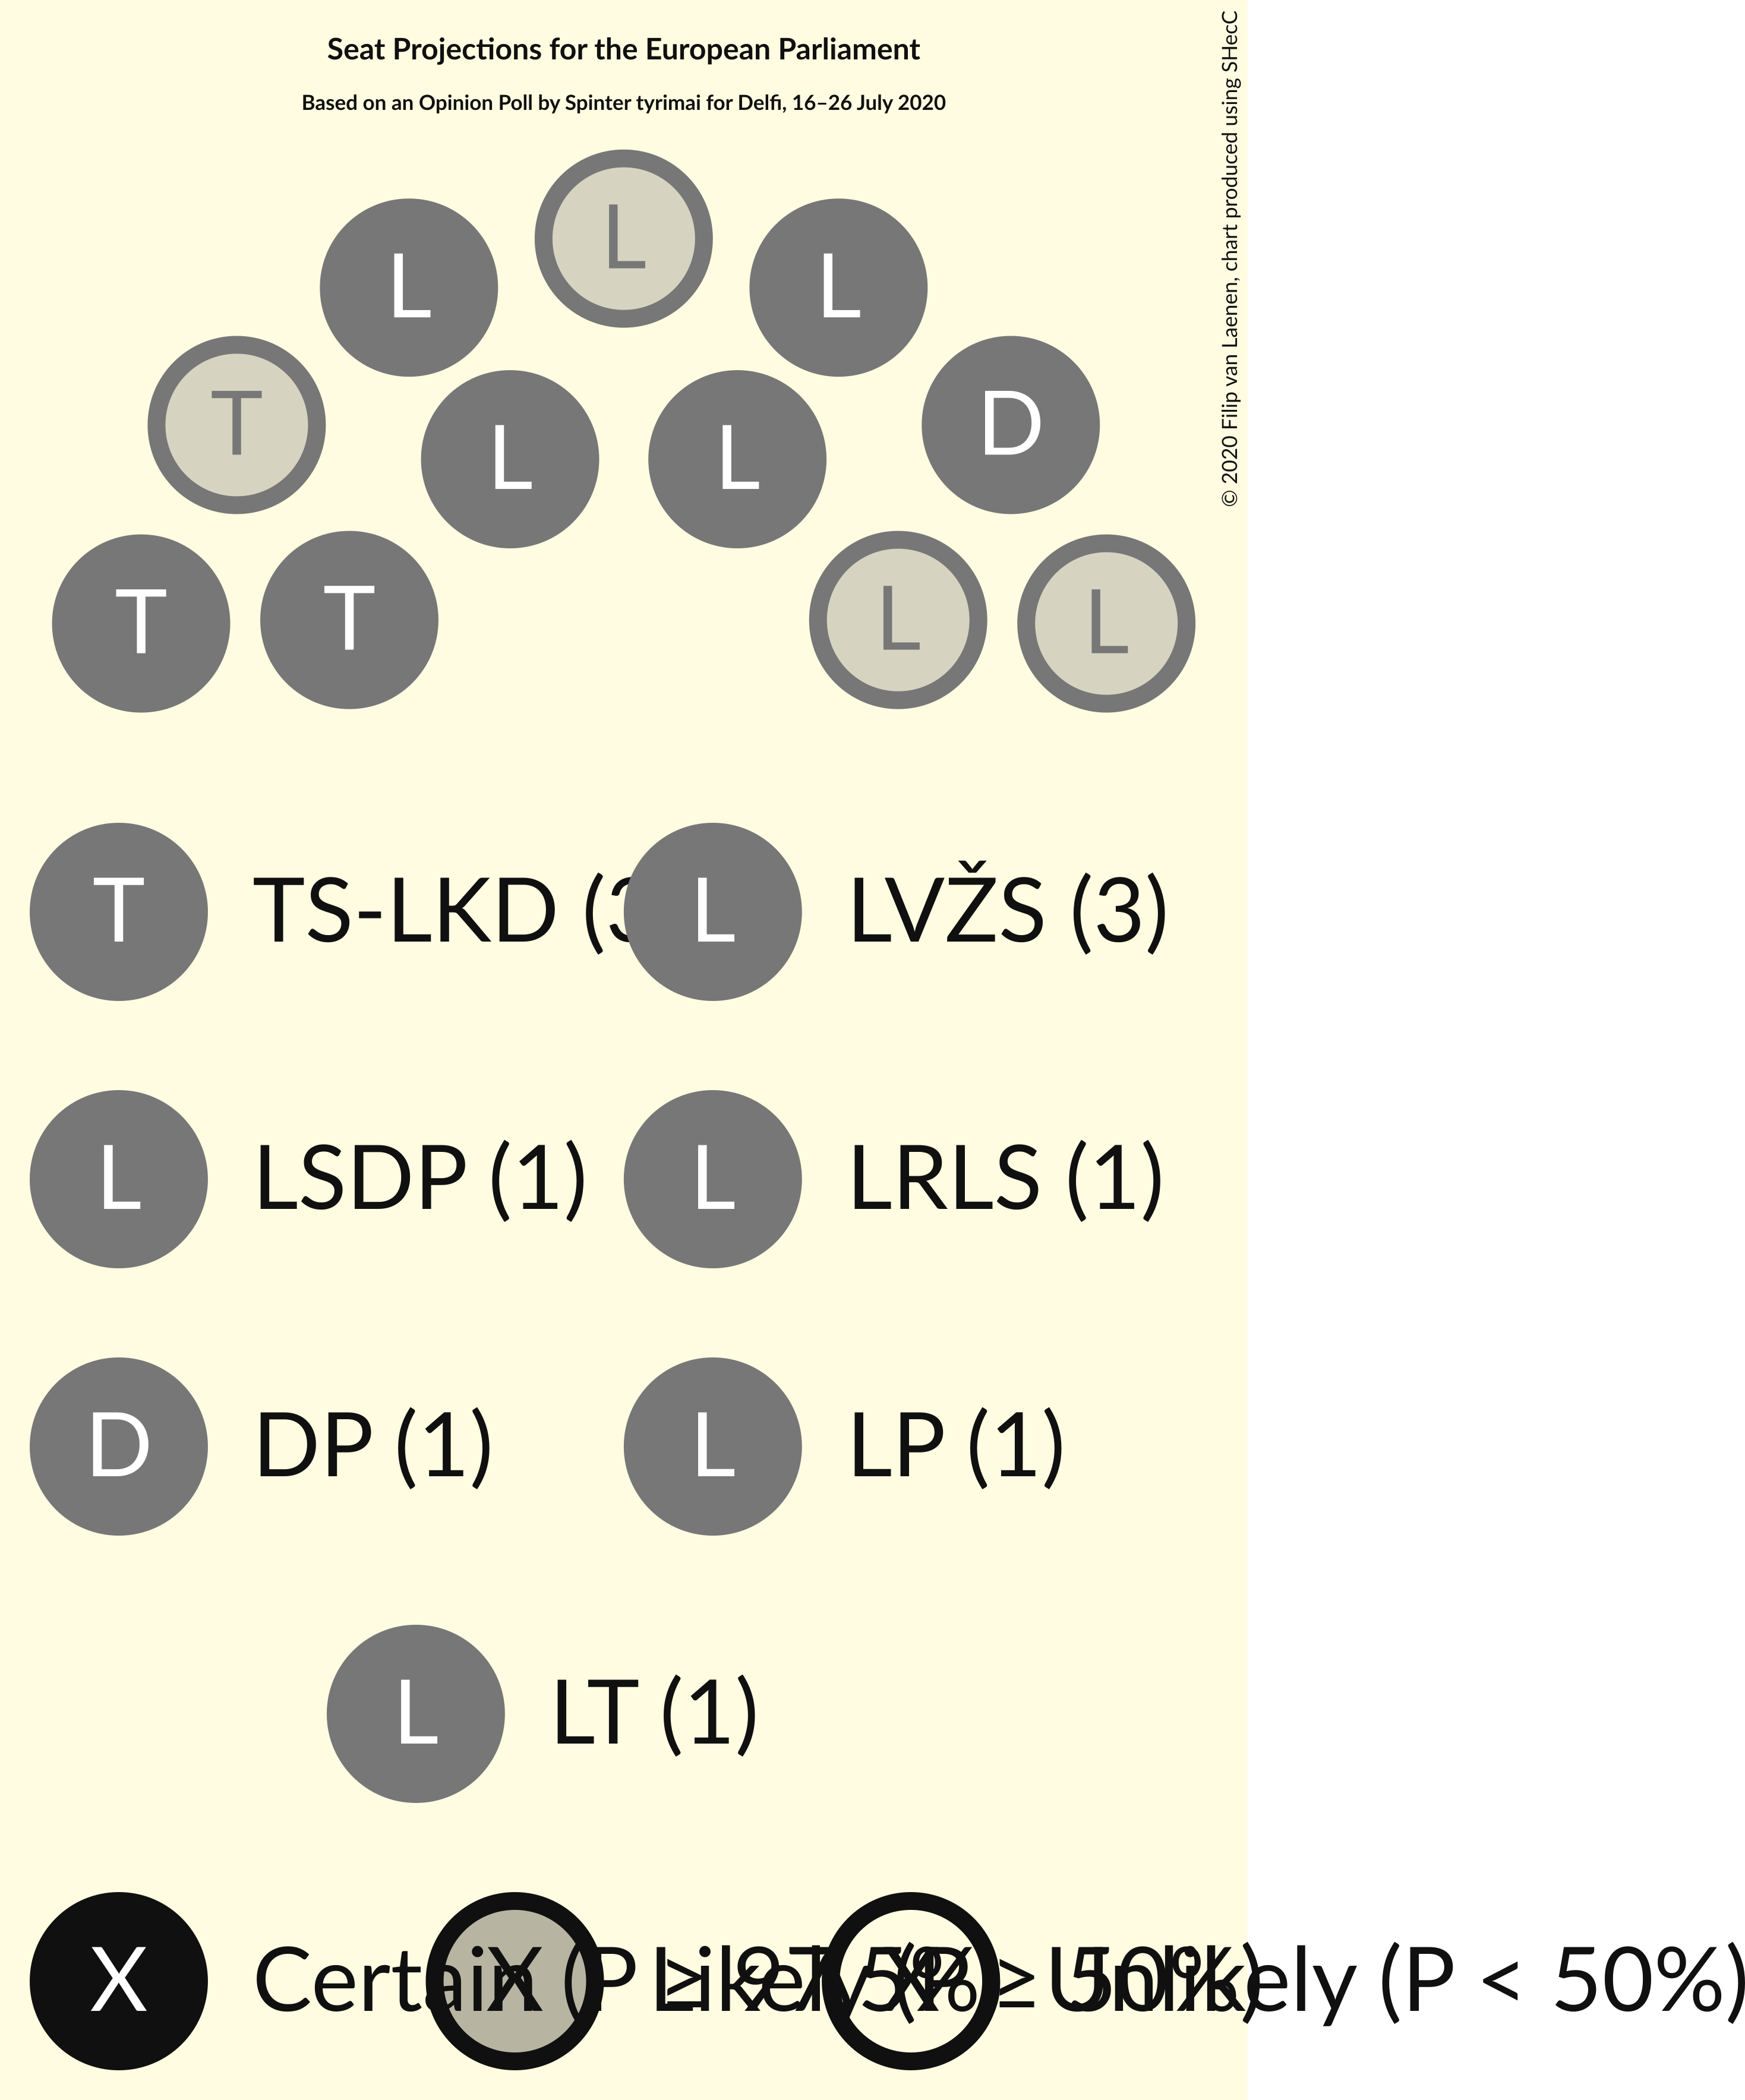 Seat Projections for the European Parliament
Based on an Opinion Poll by Spinter tyrimai for Delfi, 16–26 July 2020
© 2020 Filip van Laenen, chart produced using SHecC
L
L L
T D
L L
T T L L
T TS-LKD (3 L LVŽS (3)
L LSDP (1) L LRLS (1)
D DP (1) L LP (1)
L LT (1)
X Certain (P ≥ 97.5%) X Likely (P ≥ 50%) X Unlikely (P < 50%)